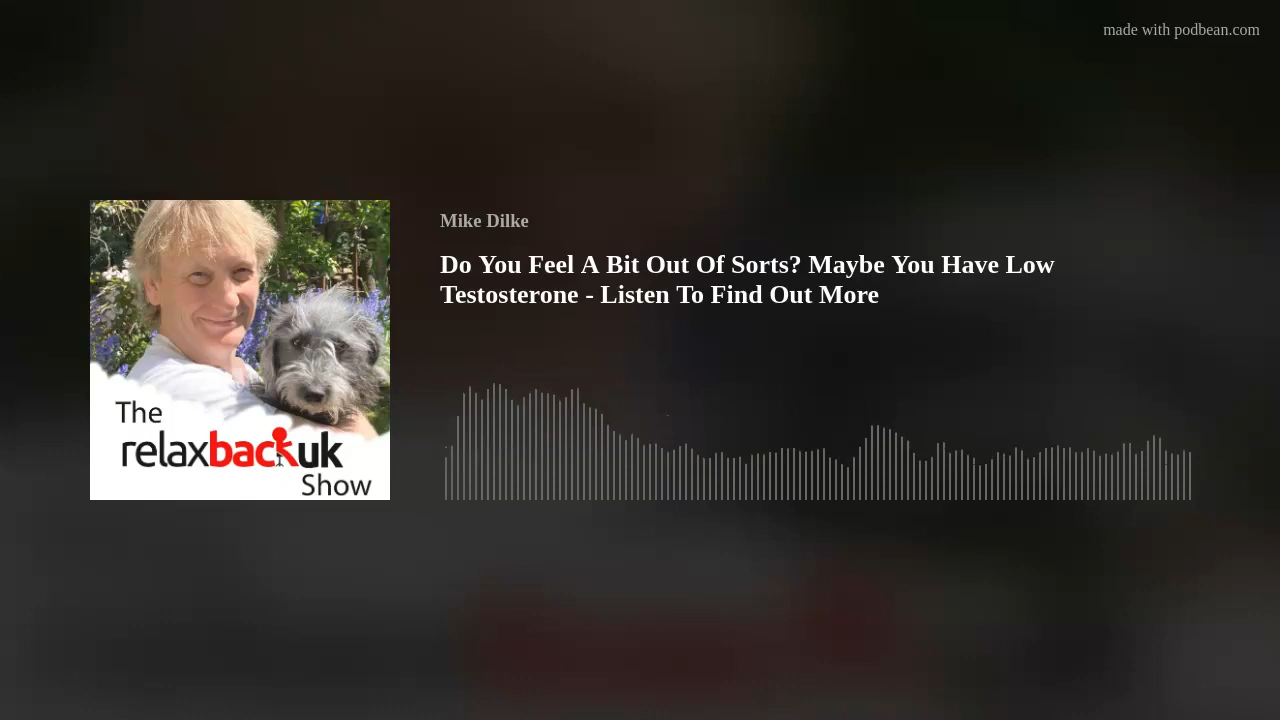 made with podbean.com
Mike Dilke
Do You Feel A Bit Out Of Sorts? Maybe You Have Low
Testosterone - Listen To Find Out More
The
relaxbackuk
Show